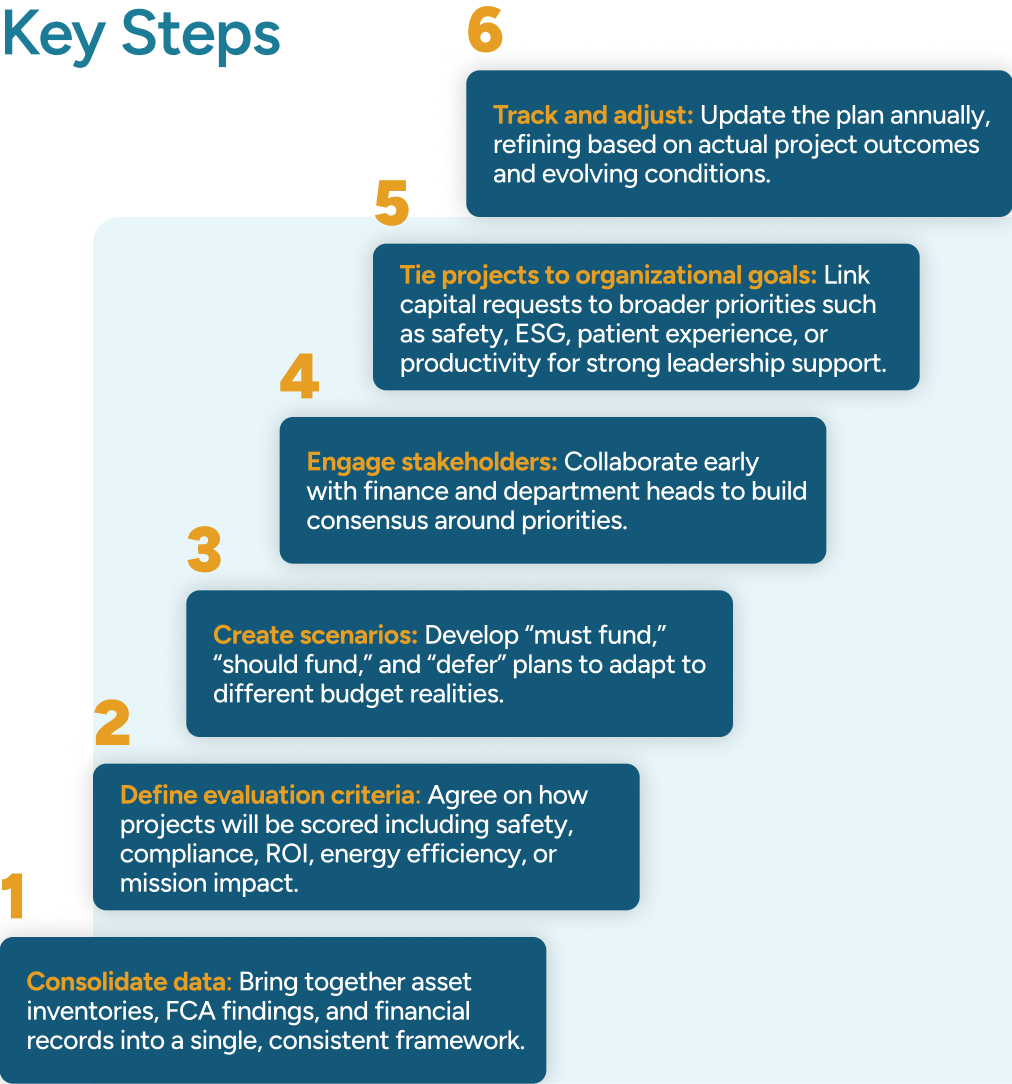 Key Steps
6
Track and adjust: Update the plan annually,
refining based on actual project outcomes
and evolving conditions.
5
Tie projects to organizational goals: Link
capital requests to broader priorities such
as safety, ESG, patient experience, or
productivity for strong leadership support.
4
Engage stakeholders: Collaborate early
with finance and department heads to build
consensus around priorities.
3
Create scenarios: Develop “must fund,”
“should fund,” and “defer” plans to adapt to
different budget realities.
2
Define evaluation criteria: Agree on how
projects will be scored including safety,
compliance, ROI, energy efficiency, or
mission impact.
1
Consolidate data: Bring together asset
inventories, FCA findings, and financial
records into a single, consistent framework.